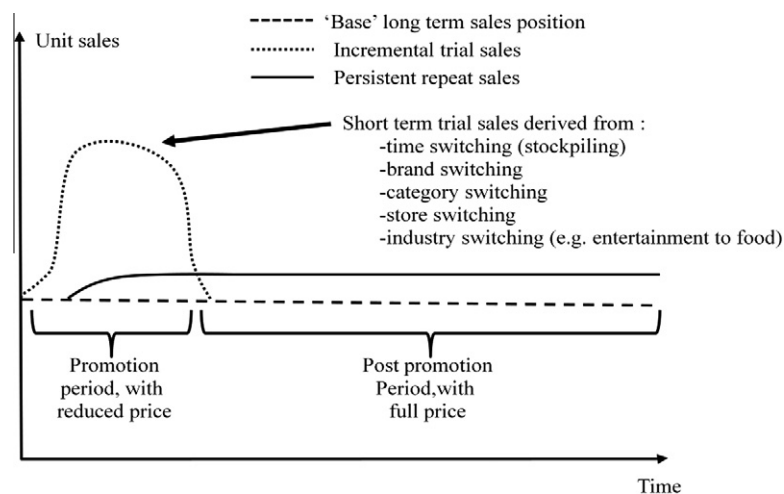 'Base' long term sales position
Unit sales
Incremental trial sales
Persistent repeat sales
Short term trial sales derived from :
-time switching (stockpiling)
-brand switching
-category switching
-store switching
-industry switching (e.g. entertainment to food)
Promotion
period, with
reduced price
Post promotion
Period,with
full price
Time